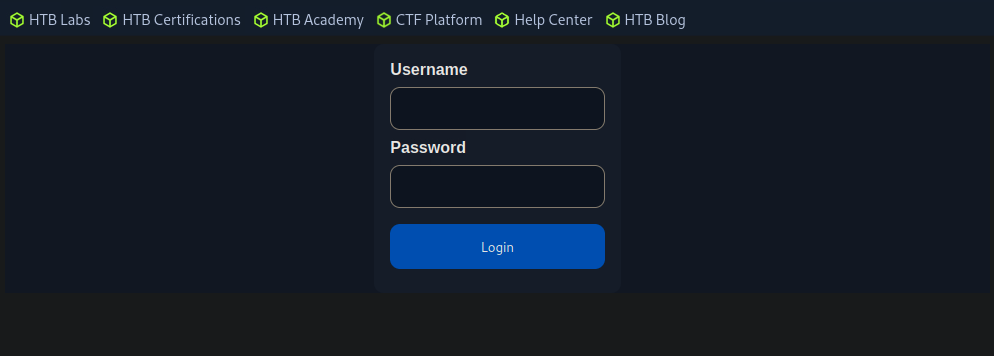 HTB Labs HTB Certifications HTB Academy CTF Platform Help Center HTB Blog
Username
Password
Login